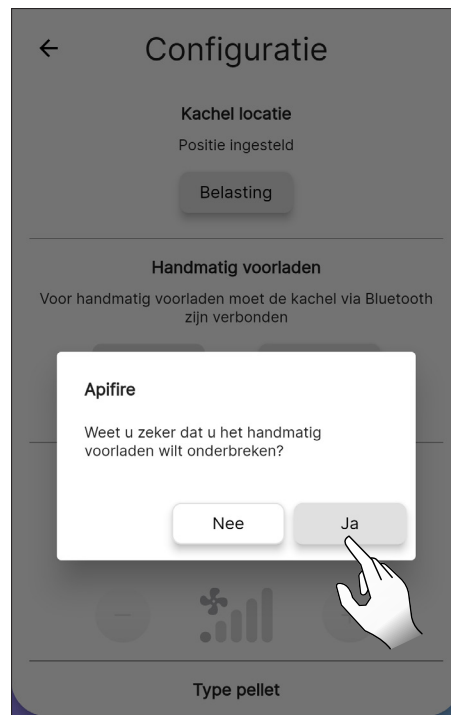 Configuratie
Kachel locatie
Positie ingesteld
Belasting
Handmatig voorladen
Voor handmatig voorladen moet de kachel via Bluetooth
zijn verbonden
Apifire
Weet u zeker dat u het handmatig
voorladen wilt onderbreken?
Nee
Ja
Type pellet